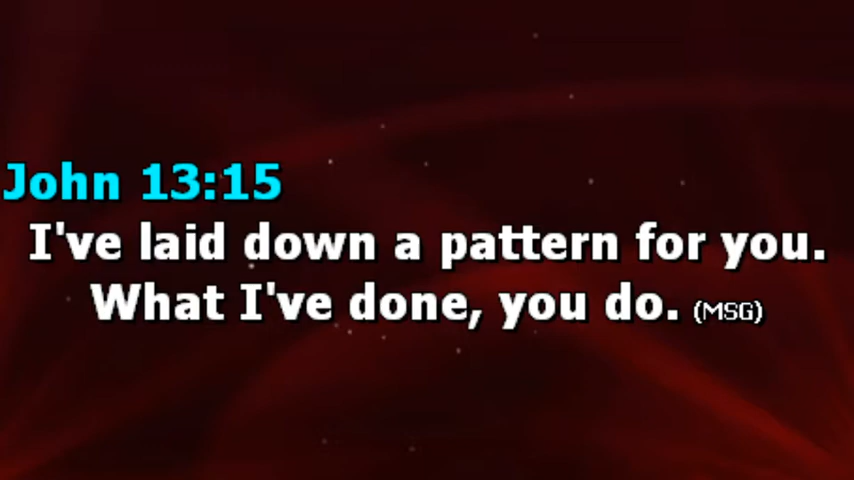 John 13:15
I've laid down a pattern for you.
What I've done, you do. (MSG)